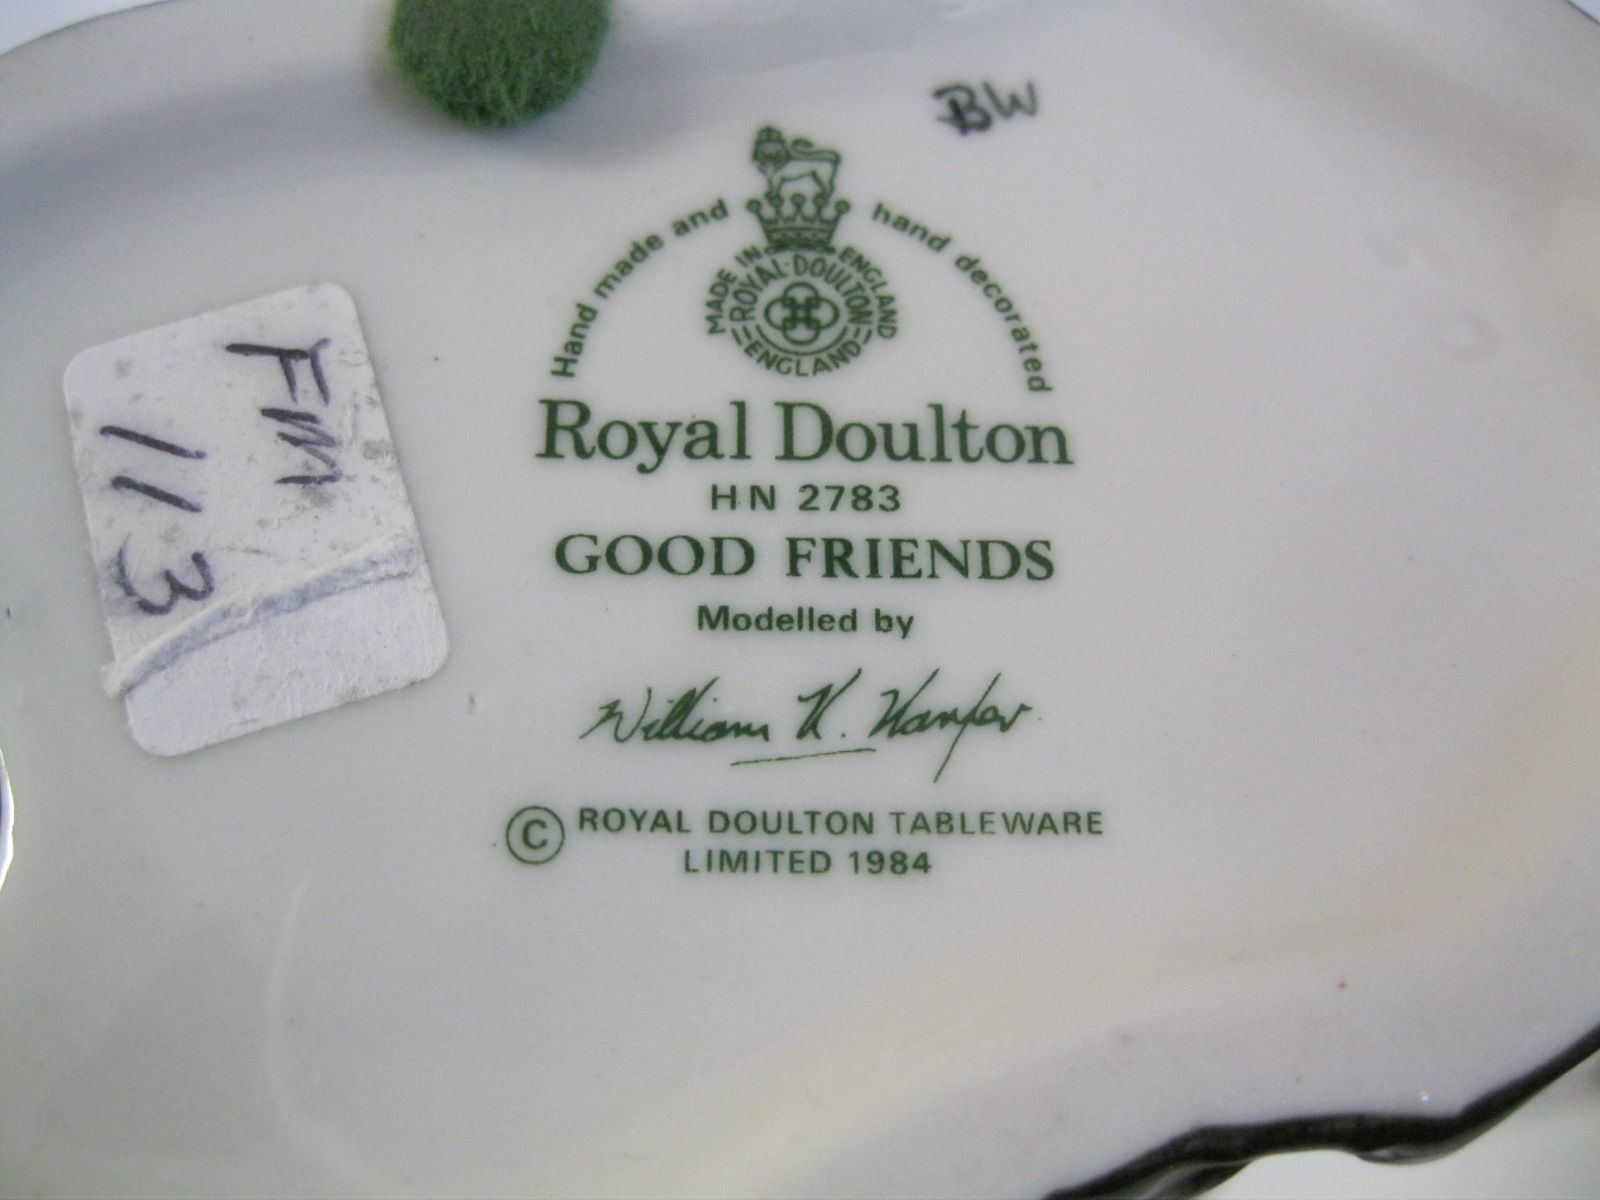 BW
Hand made and hand decorated
MADE IN ENGLAND
ROYAL·DOULTON
ENGLAND
Royal Doulton
HN 2783
GOOD FRIENDS
Modelled by
William K. Harper
© ROYAL DOULTON TABLEWARE
LIMITED 1984
FM
113